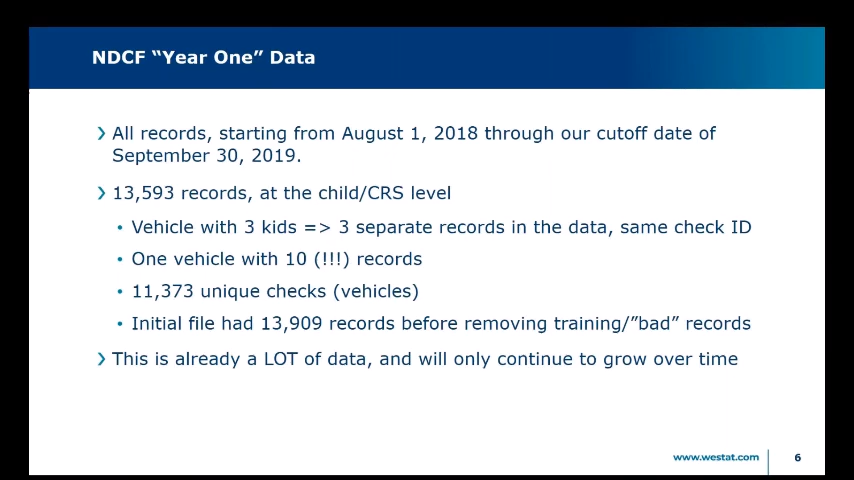 NDCF “Year One” Data
❯ All records, starting from August 1, 2018 through our cutoff date of
September 30, 2019.
❯ 13,593 records, at the child/CRS level
• Vehicle with 3 kids => 3 separate records in the data, same check ID
• One vehicle with 10 (!!!) records
• 11,373 unique checks (vehicles)
• Initial file had 13,909 records before removing training/”bad” records
❯ This is already a LOT of data, and will only continue to grow over time
www.westat.com 6